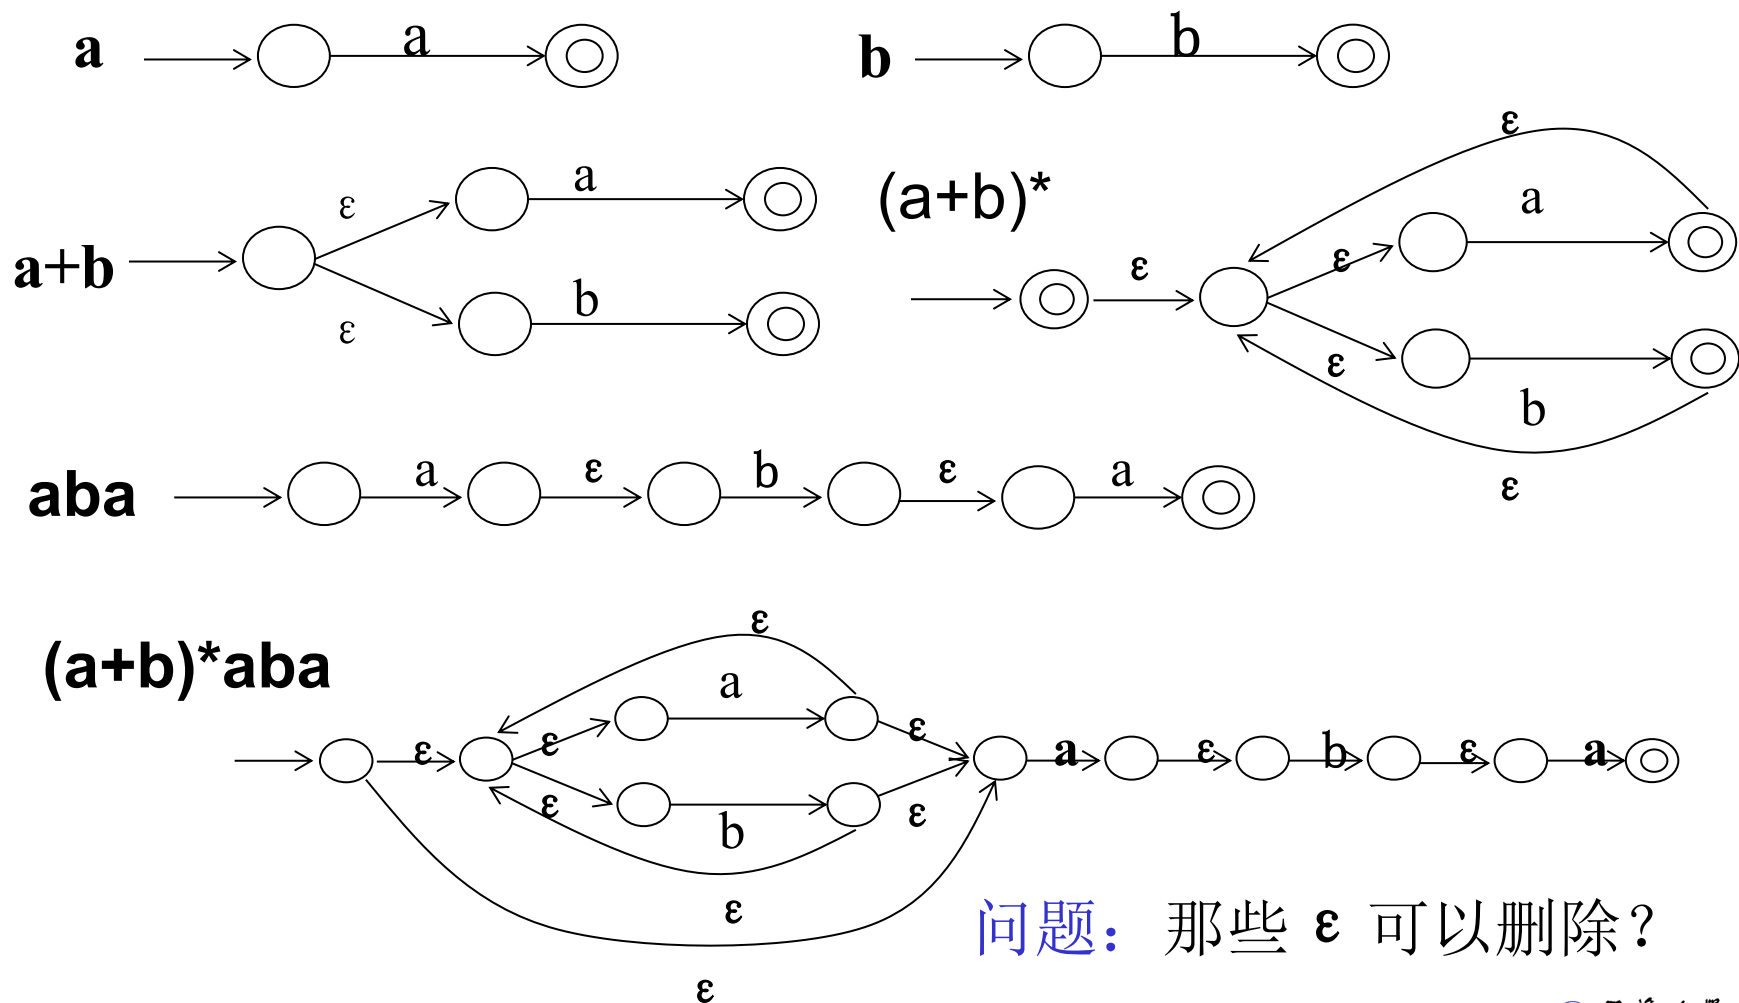 a a b b
ε
ε a (a+b)* a
a+b ε ε
ε b ε b
aba a ε b ε a ε
ε
(a+b)*aba a
ε ε ε a ε b ε a
ε b ε
ε
问题：那些 ε 可以删除？
ε